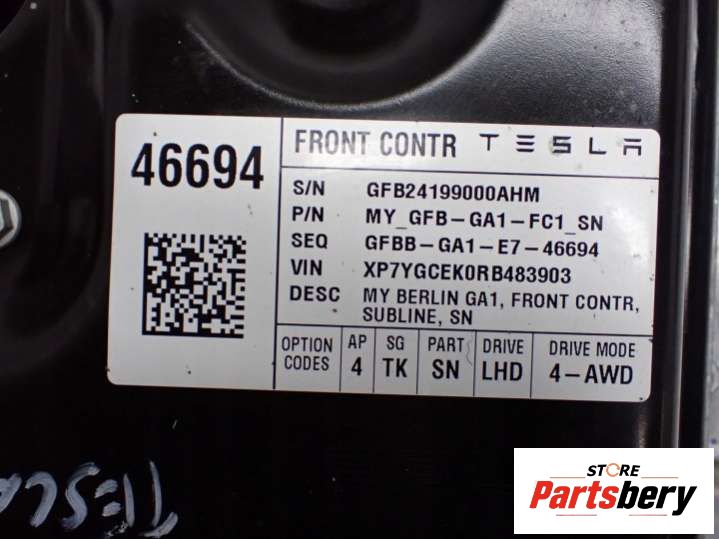 46694
FRONT CONTR TESLA
S/N GFB24199000AHM
P/N MY_GFB-GA1-FC1_SN
SEQ GFBB-GA1-E7-46694
VIN XP7YGCEK0RB483903
DESC MY BERLIN GA1, FRONT CONTR,
SUBLINE, SN
OPTION CODES
AP 4
SG TK
PART SN
DRIVE LHD
DRIVE MODE 4-AWD
TESLA
STORE
Partsbery